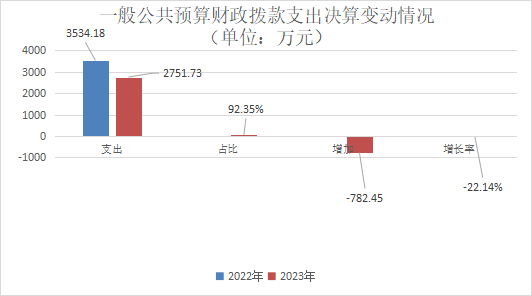 一般公共预算财政拨款支出决算变动情况
（单位：万元）
3534.18
4000
3000
2751.73
2000
1000
92.35%
0
支出
占比
增加
增长率
-1000
-782.45
-22.14%
2022年
2023年